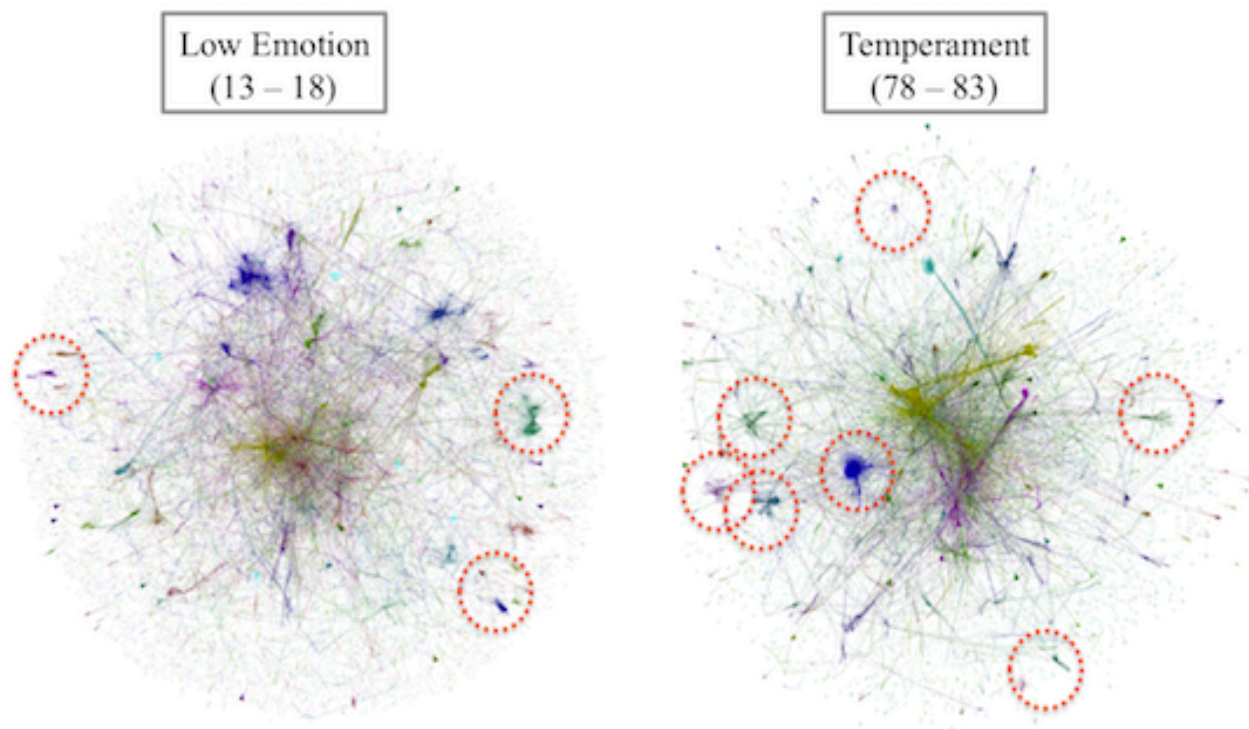 Low Emotion
(13 – 18)
Temperament
(78 – 83)